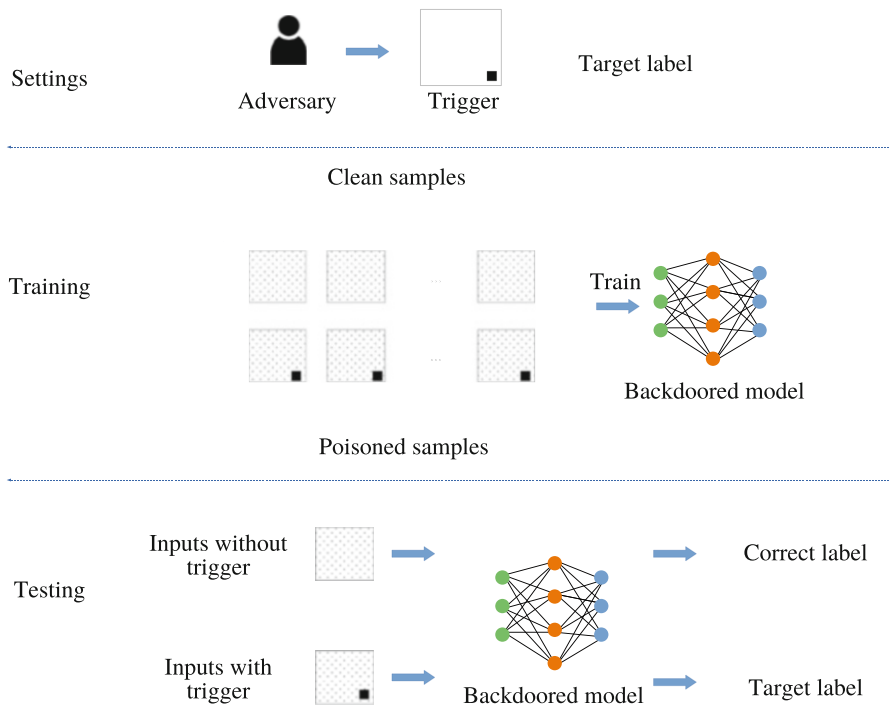 Settings
Adversary
Trigger
Target label
Clean samples
Training
...
...
Train
Backdoored model
Poisoned samples
Testing
Inputs without
trigger
Correct label
Inputs with
trigger
Backdoored model
Target label